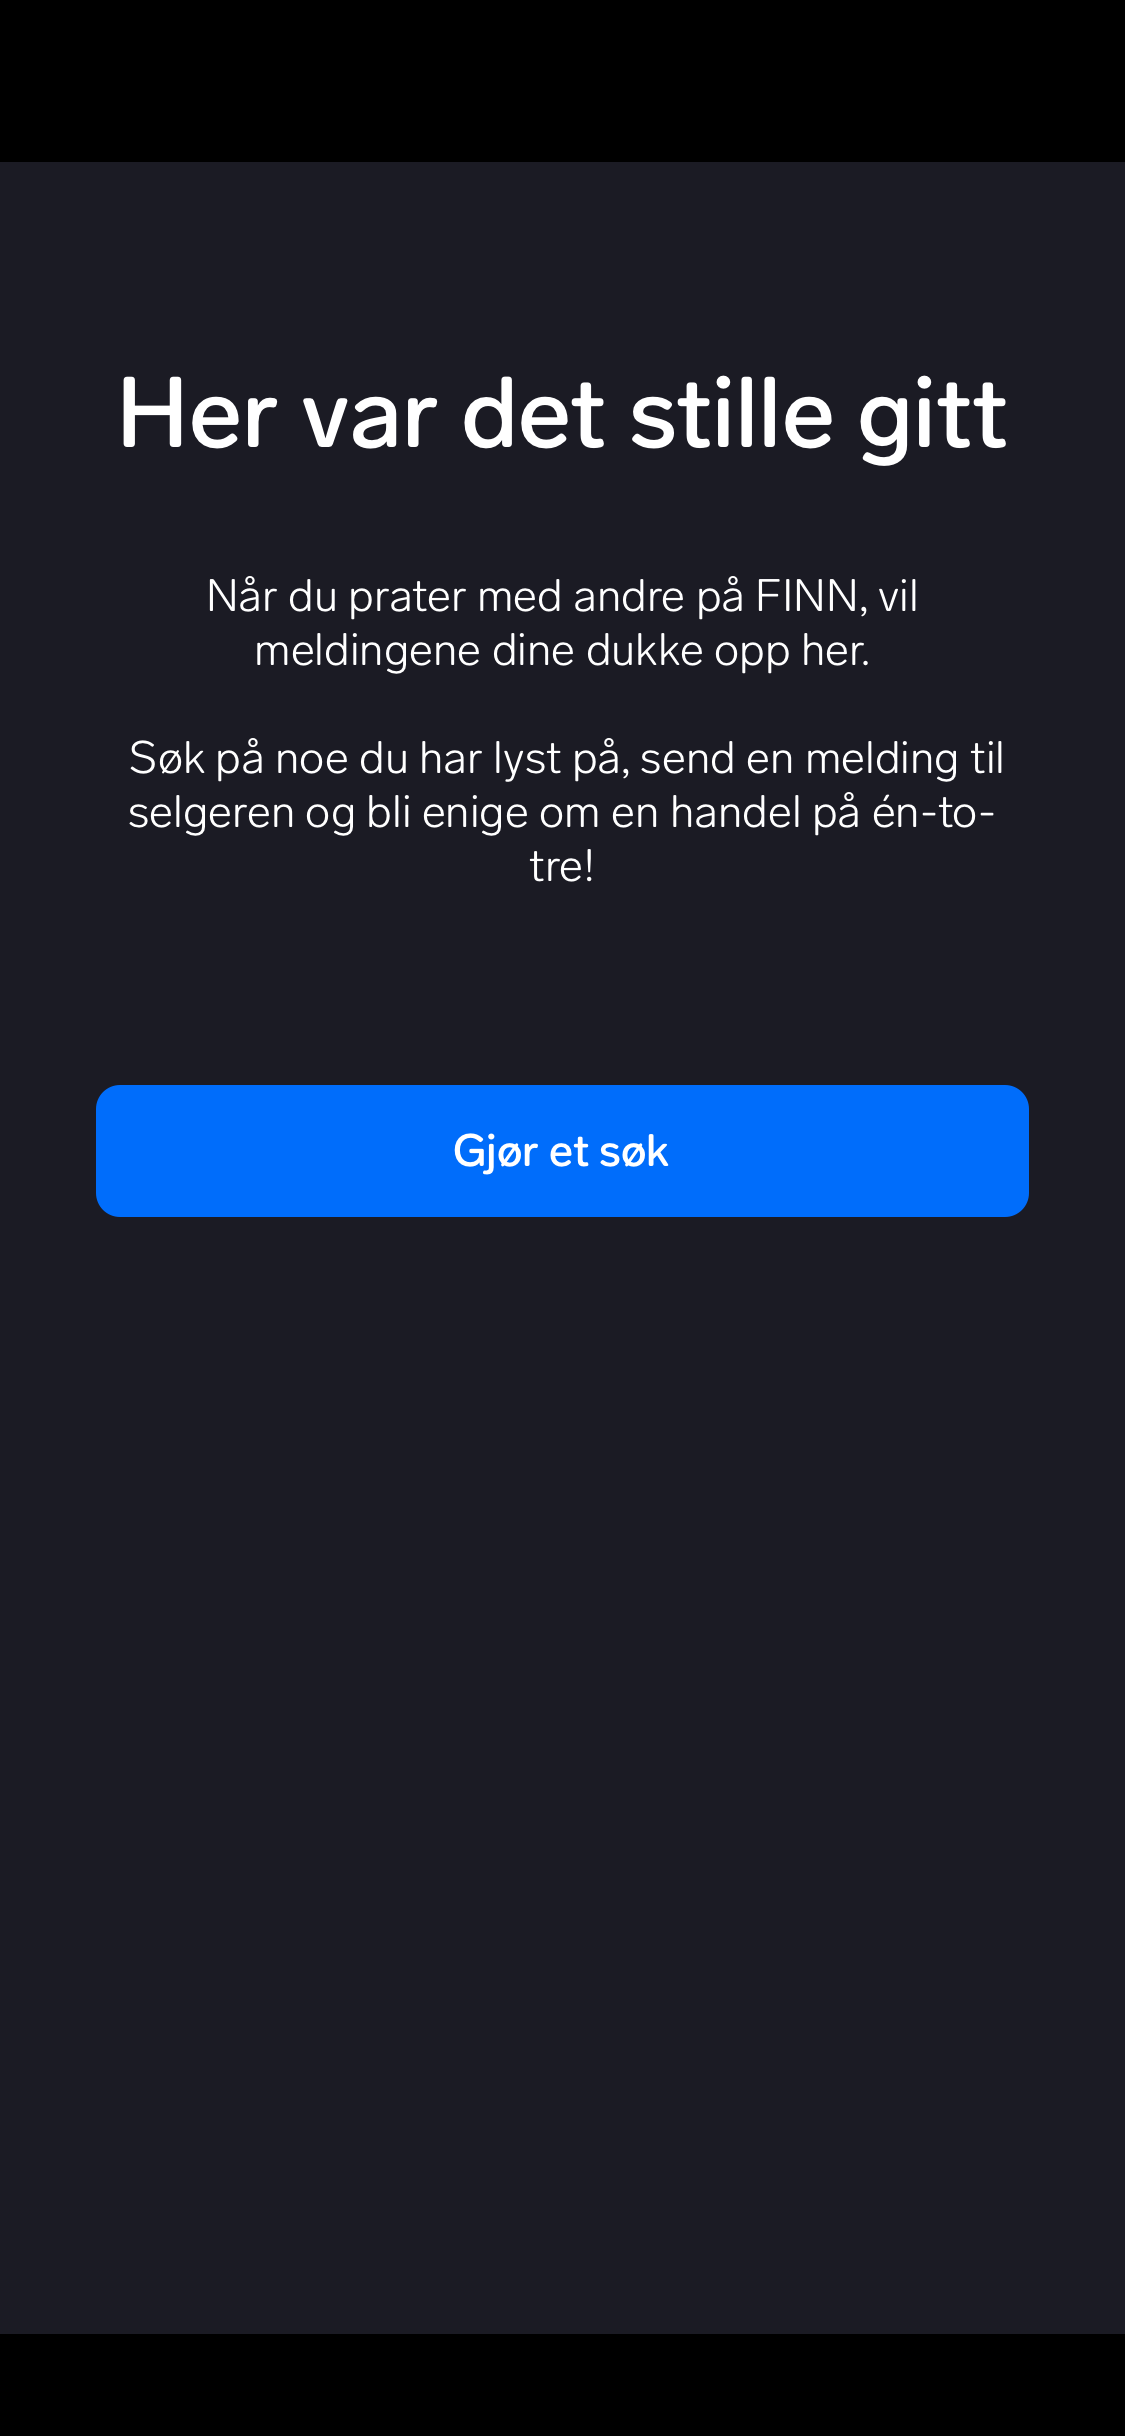 Her var det stille gitt
Når du prater med andre på FINN, vil
meldingene dine dukke opp her.
Søk på noe du har lyst på, send en melding til
selgeren og bli enige om en handel på én-to-
tre!
Gjør et søk